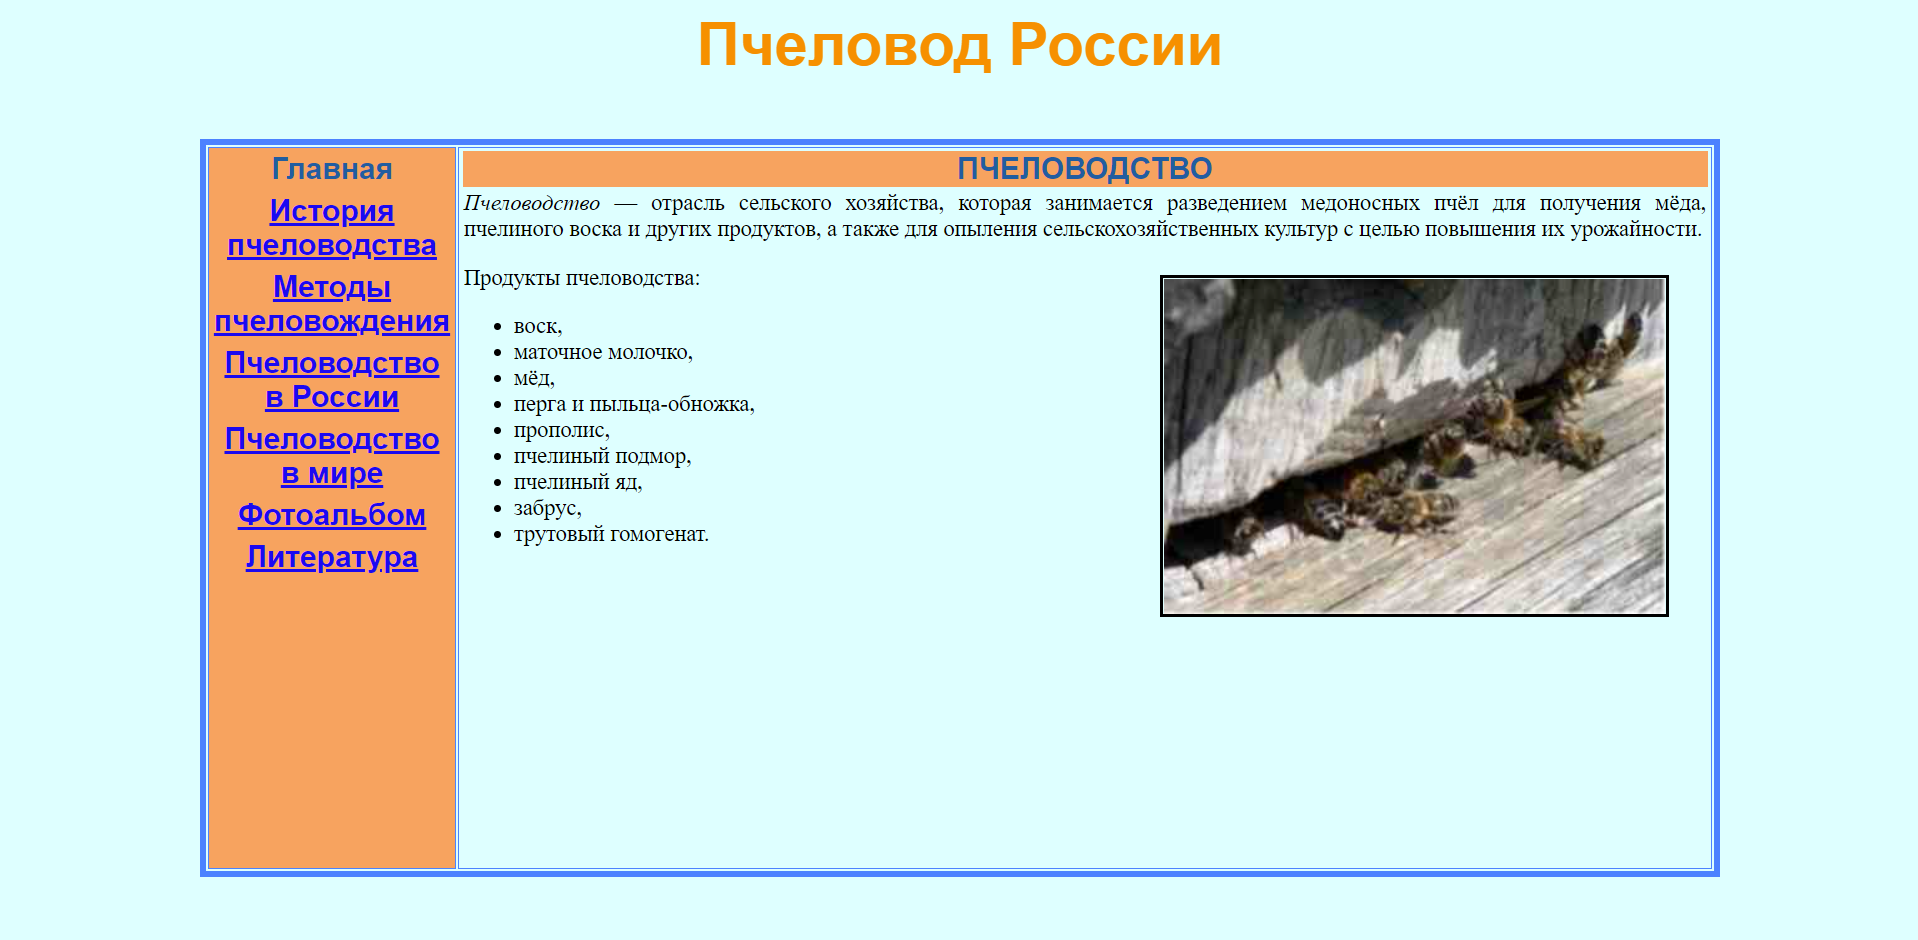 Пчеловод России
Главная
История
пчеловодства
Методы
пчеловождения
Пчеловодство
в России
Пчеловодство
в мире
Фотоальбом
Литература
ПЧЕЛОВОДСТВО
Пчеловодство — отрасль сельского хозяйства, которая занимается разведением медоносных пчёл для получения мёда,
пчелиного воска и других продуктов, а также для опыления сельскохозяйственных культур с целью повышения их урожайности.
Продукты пчеловодства:
• воск,
• маточное молочко,
• мёд,
• перга и пыльца-обножка,
• прополис,
• пчелиный подмор,
• пчелиный яд,
• забрус,
• трутовый гомогенат.